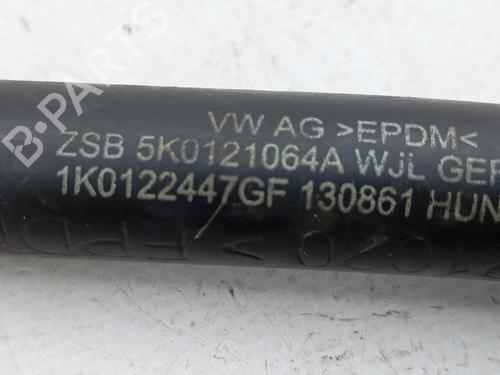 B-PARTS
VW AG >EPDM<
ZSB 5K0121064A WJL GER
1K0122447GF 130861 HUN